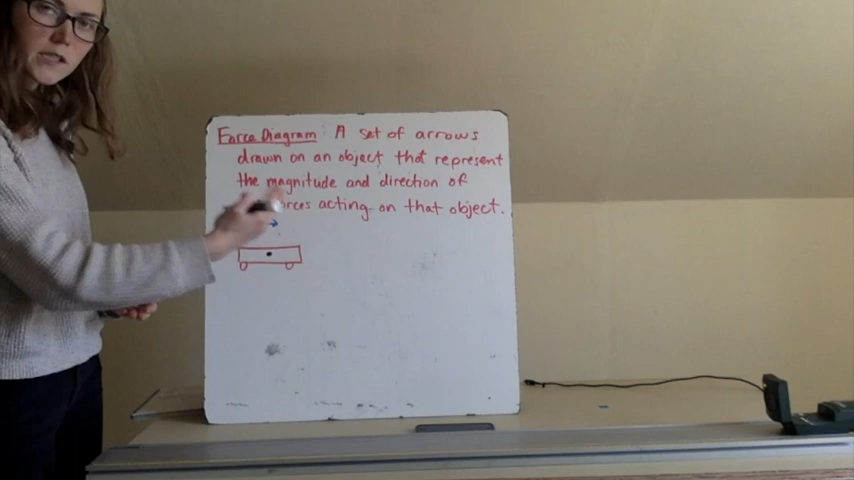 Force Diagram: A set of arrows
drawn on an object that represent
the magnitude and direction of
acting on that object.